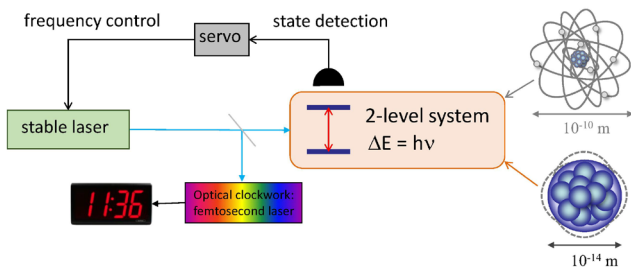 frequency control
state detection
servo
stable laser
2-level system
ΔE = hν
10⁻¹⁰ m
Optical clockwork:
femtosecond laser
11:36
10⁻¹⁴ m